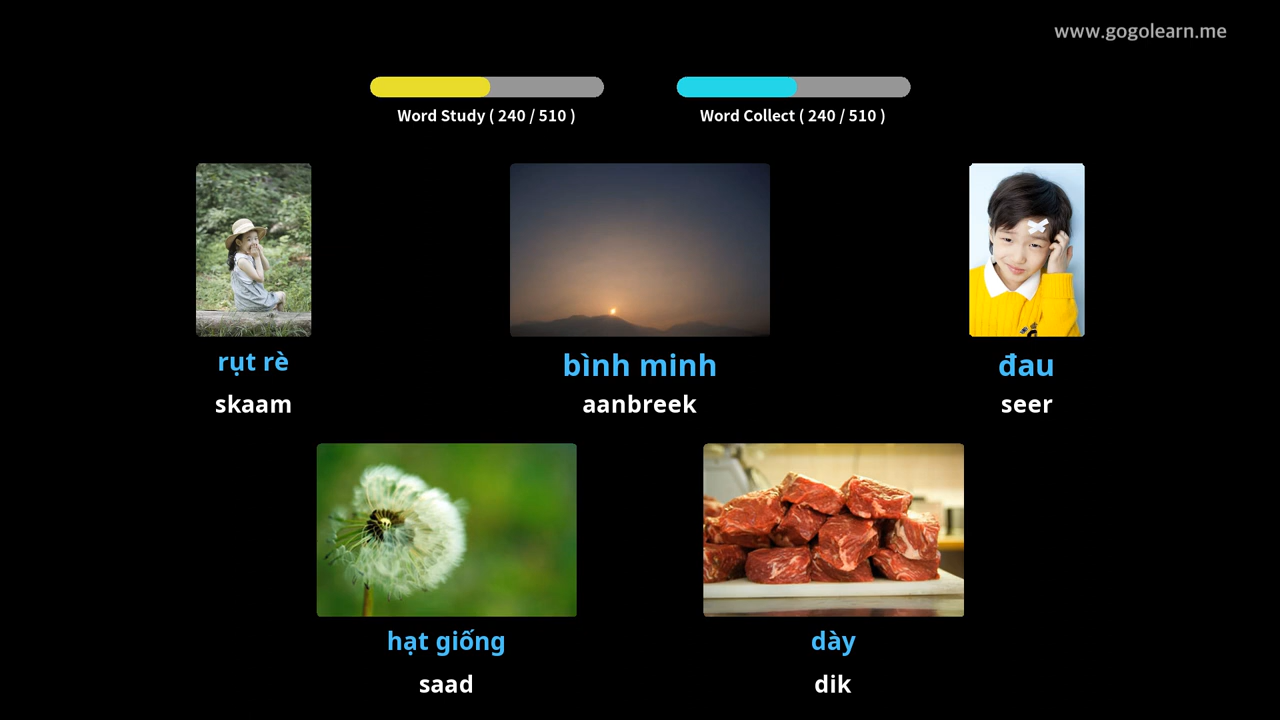 www.gogolearn.me
Word Study ( 240 / 510 )
Word Collect ( 240 / 510 )
rụt rè
skaam
bình minh
aanbreek
đau
seer
hạt giống
saad
dày
dik